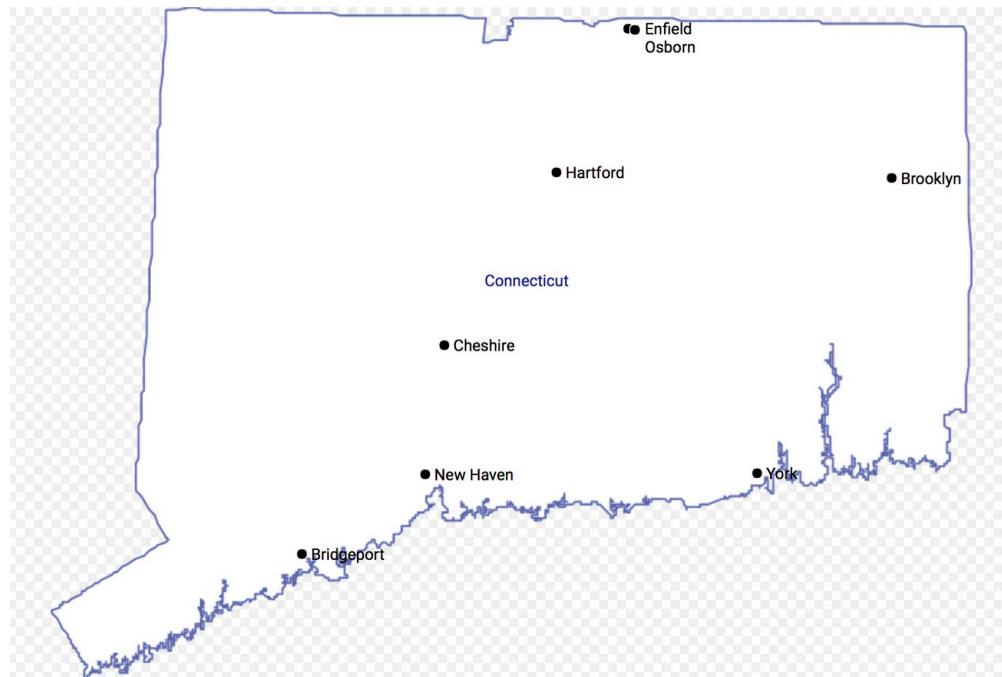 Enfield
Osborn
Hartford
Brooklyn
Connecticut
Cheshire
New Haven
York
Bridgeport